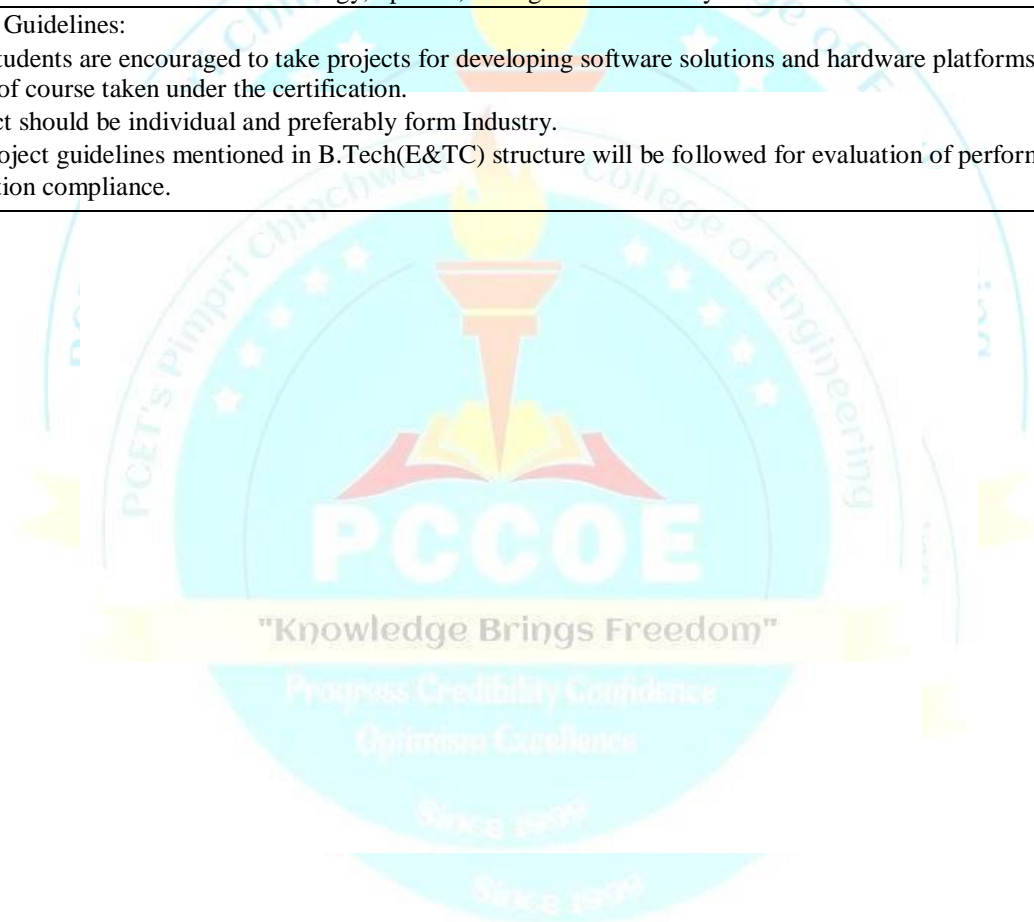 Guidelines:
tudents are encouraged to take projects for developing software solutions and hardware platforms
of course taken under the certification.
ct should be individual and preferably form Industry.
oject guidelines mentioned in B.Tech(E&TC) structure will be followed for evaluation of perform
tion compliance.
PCET's Pimpri Chinchwad College of Engineering
PCCOE
"Knowledge Brings Freedom"
Progress Credibility Confidence
Optimism Excellence
Since 1999
Since 1999